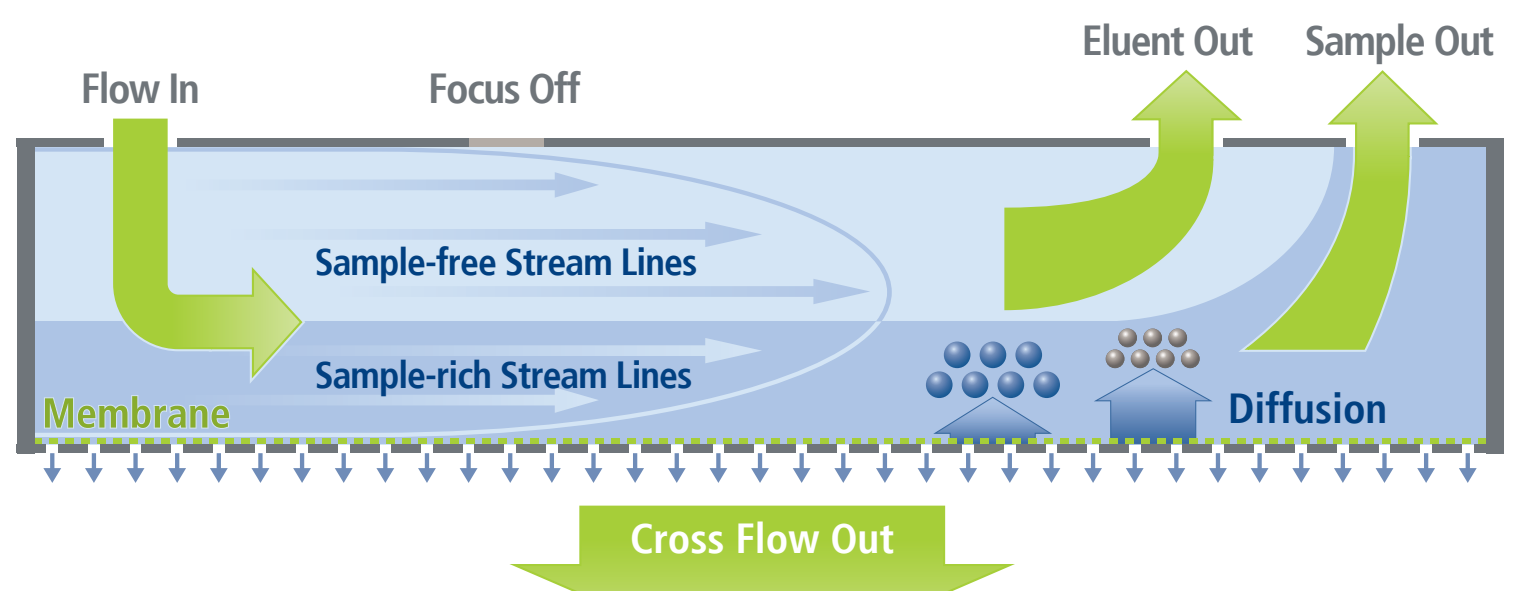 Eluent Out
Sample Out
Flow In
Focus Off
Sample-free Stream Lines
Sample-rich Stream Lines
Membrane
Diffusion
Cross Flow Out